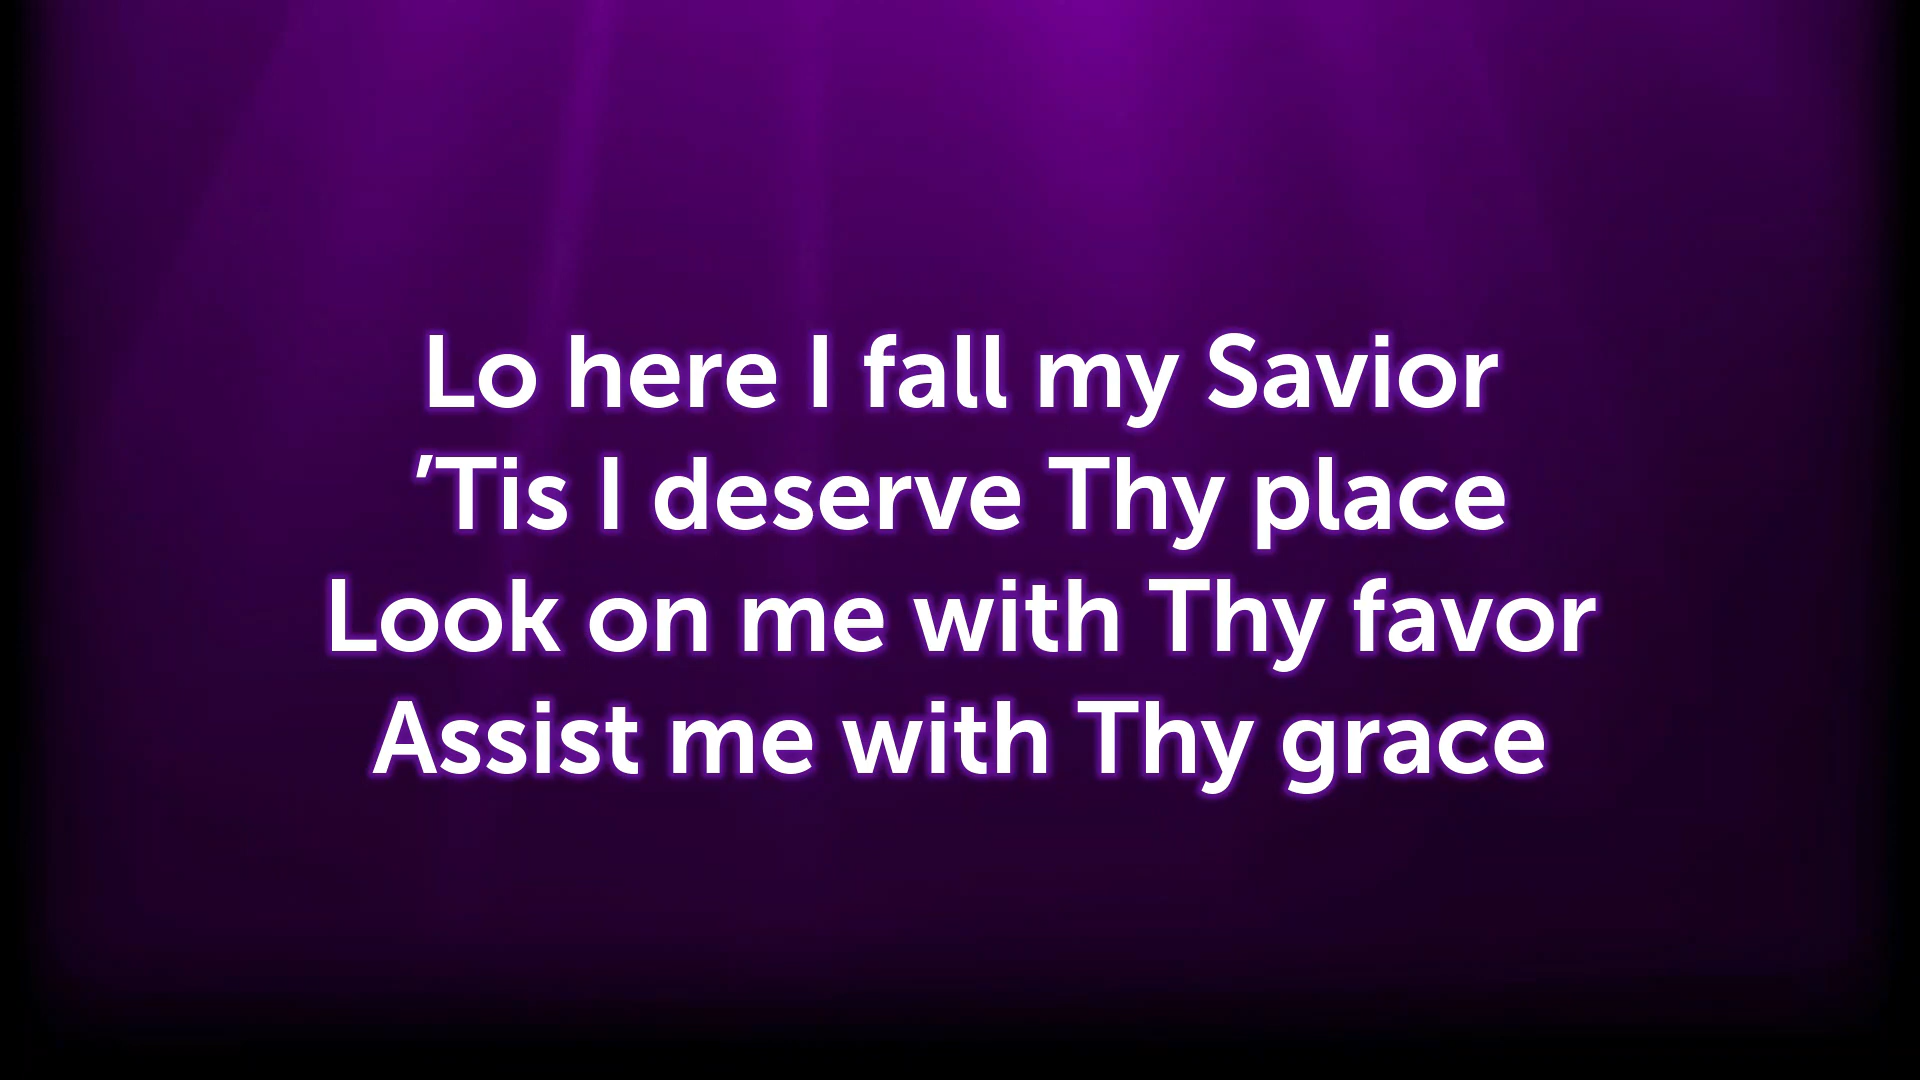 Lo here I fall my Savior
'Tis I deserve Thy place
Look on me with Thy favor
Assist me with Thy grace